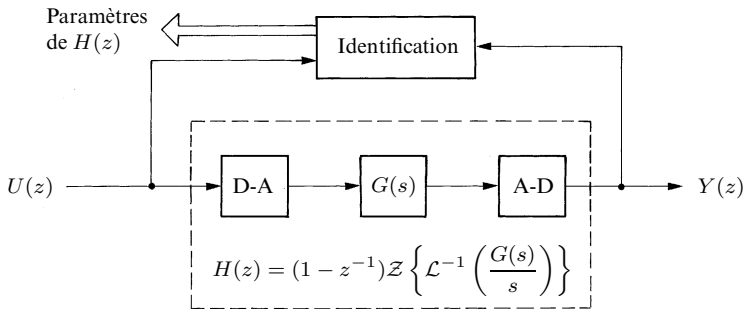 Paramètres
de H(z)
Identification
U(z)
D-A
G(s)
A-D
Y(z)
H(z) = (1 − z⁻¹)𝒵{ℒ⁻¹(G(s)/s)}